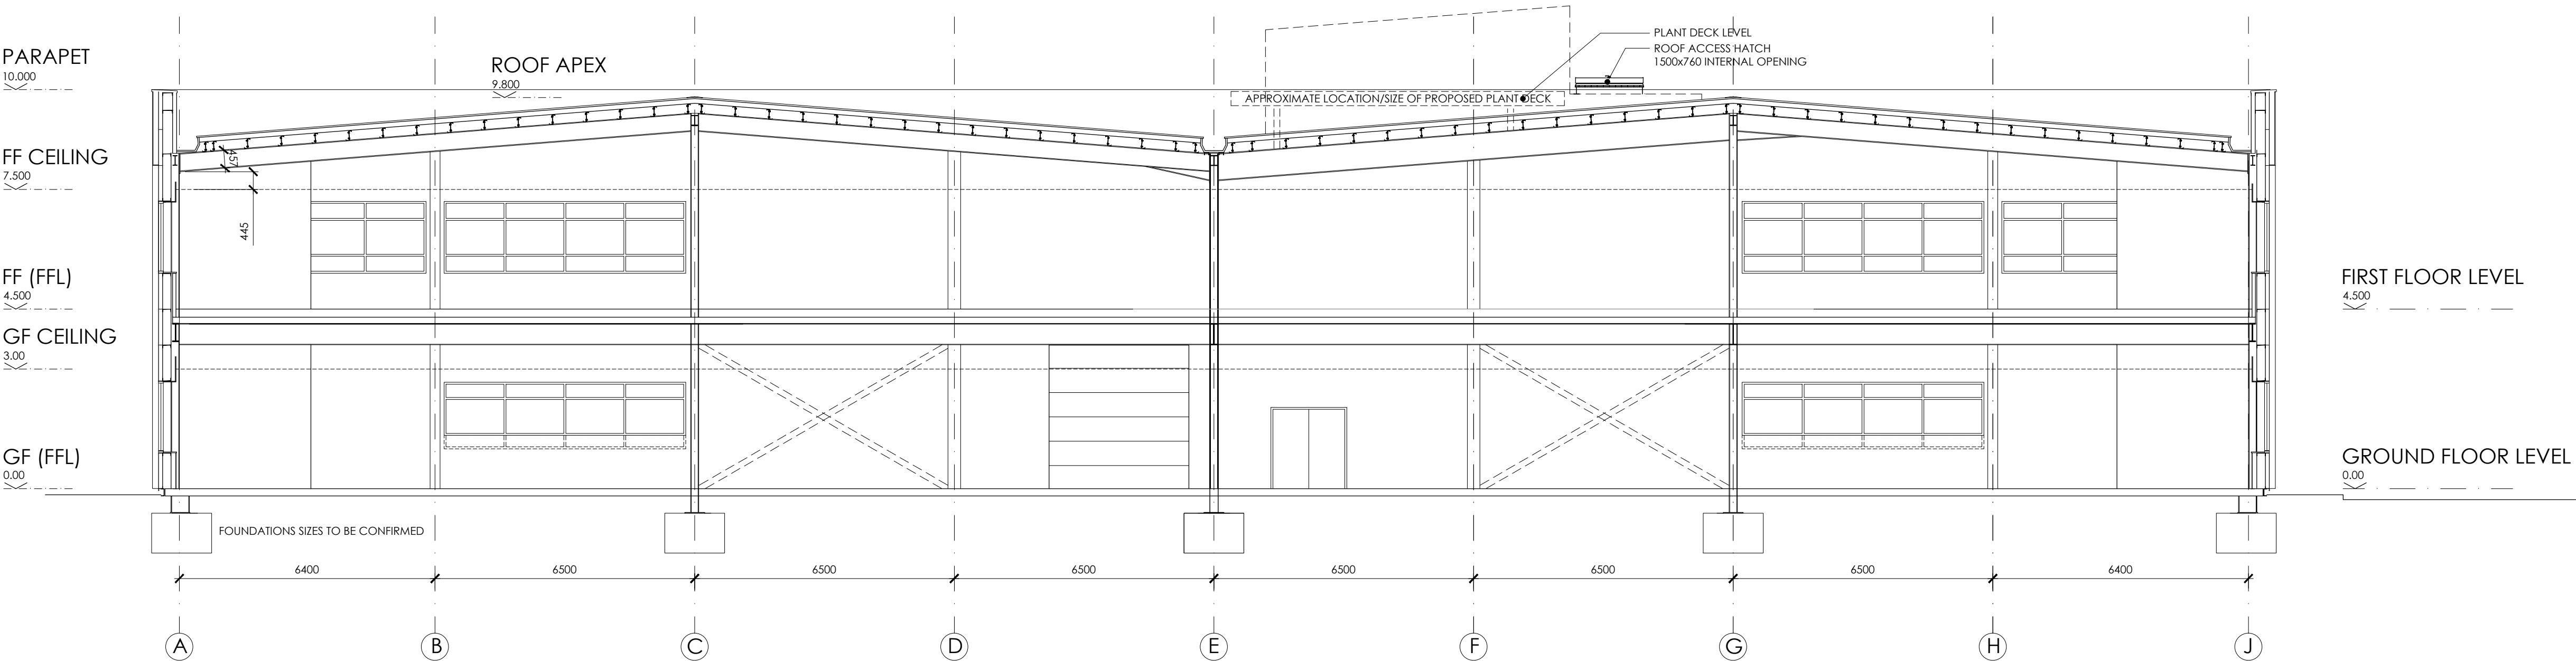 PLANT DECK LEVEL
ROOF ACCESS HATCH
1500x760 INTERNAL OPENING
PARAPET
10.000
ROOF APEX
9.800
APPROXIMATE LOCATION/SIZE OF PROPOSED PLANT DECK
FF CEILING
7.500
457
445
FF (FFL)
4.500
FIRST FLOOR LEVEL
4.500
GF CEILING
3.00
GF (FFL)
0.00
GROUND FLOOR LEVEL
0.00
FOUNDATIONS SIZES TO BE CONFIRMED
6400
6500
6500
6500
6500
6500
6500
6400
A
B
C
D
E
F
G
H
J